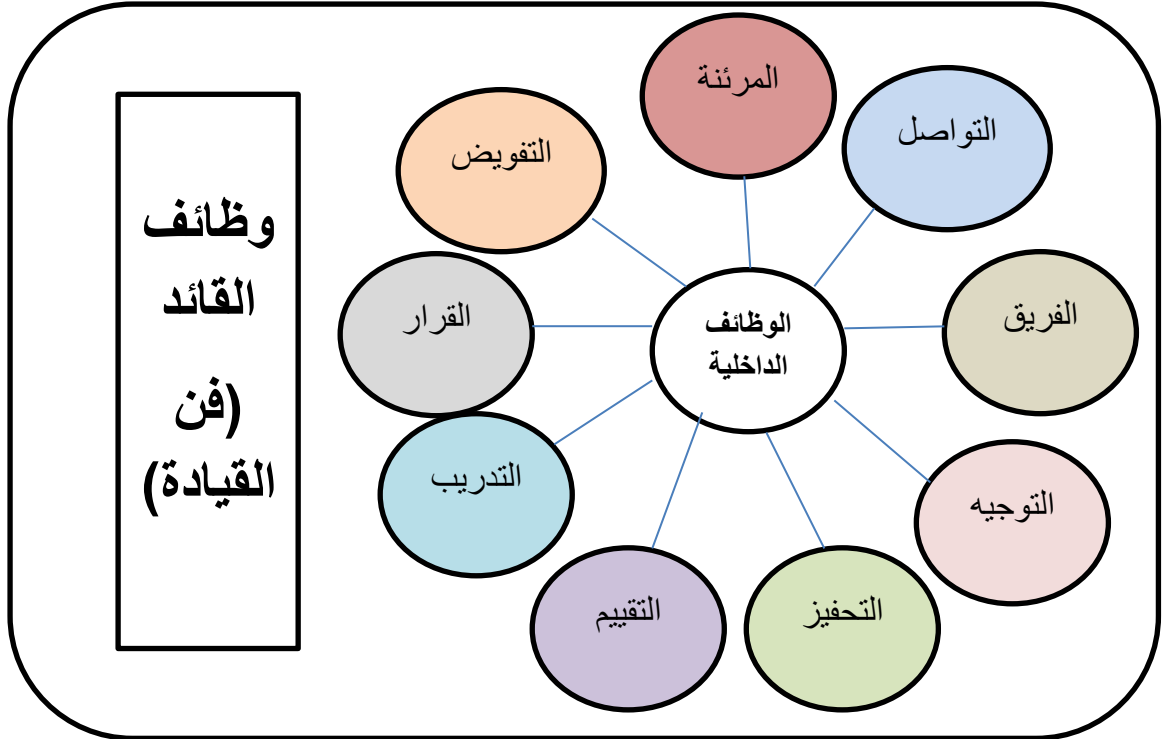 وظائف
القائد
(فن
القيادة)
المرئنة
التواصل
التفويض
الفريق
القرار
الوظائف
الداخلية
التوجيه
التدريب
التحفيز
التقييم